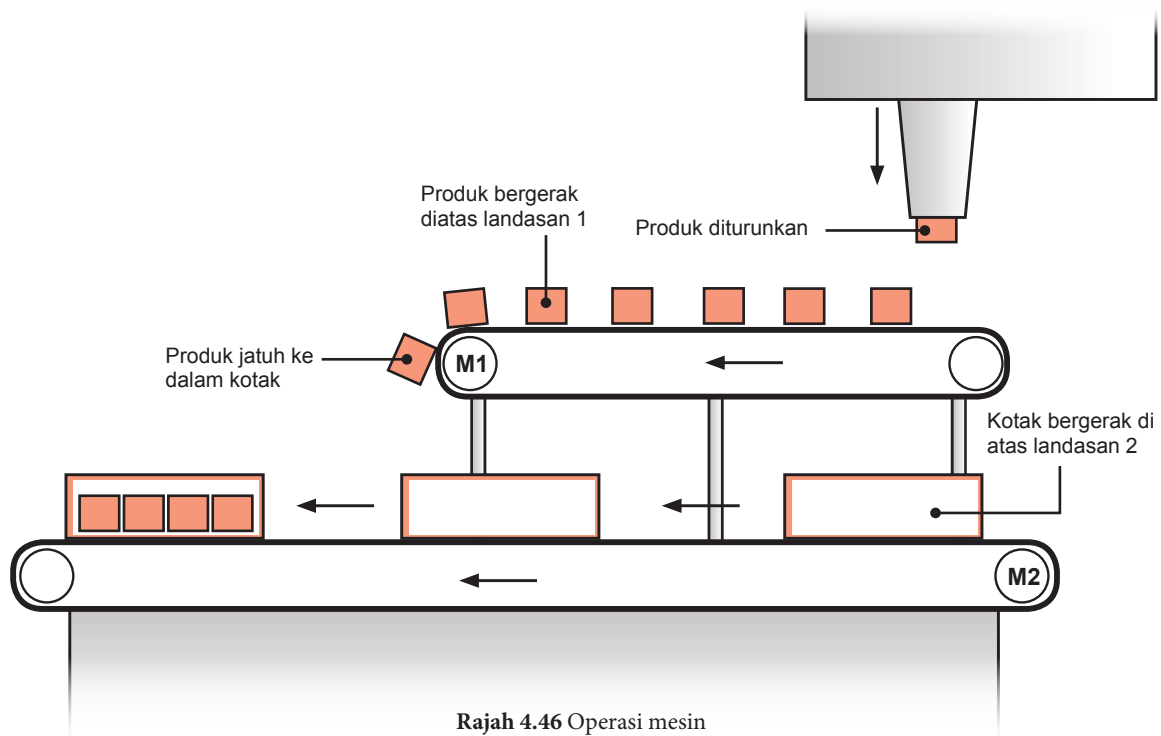 Produk bergerak
diatas landasan 1
Produk diturunkan
Produk jatuh ke
dalam kotak
M1
Kotak bergerak di
atas landasan 2
M2
Rajah 4.46 Operasi mesin